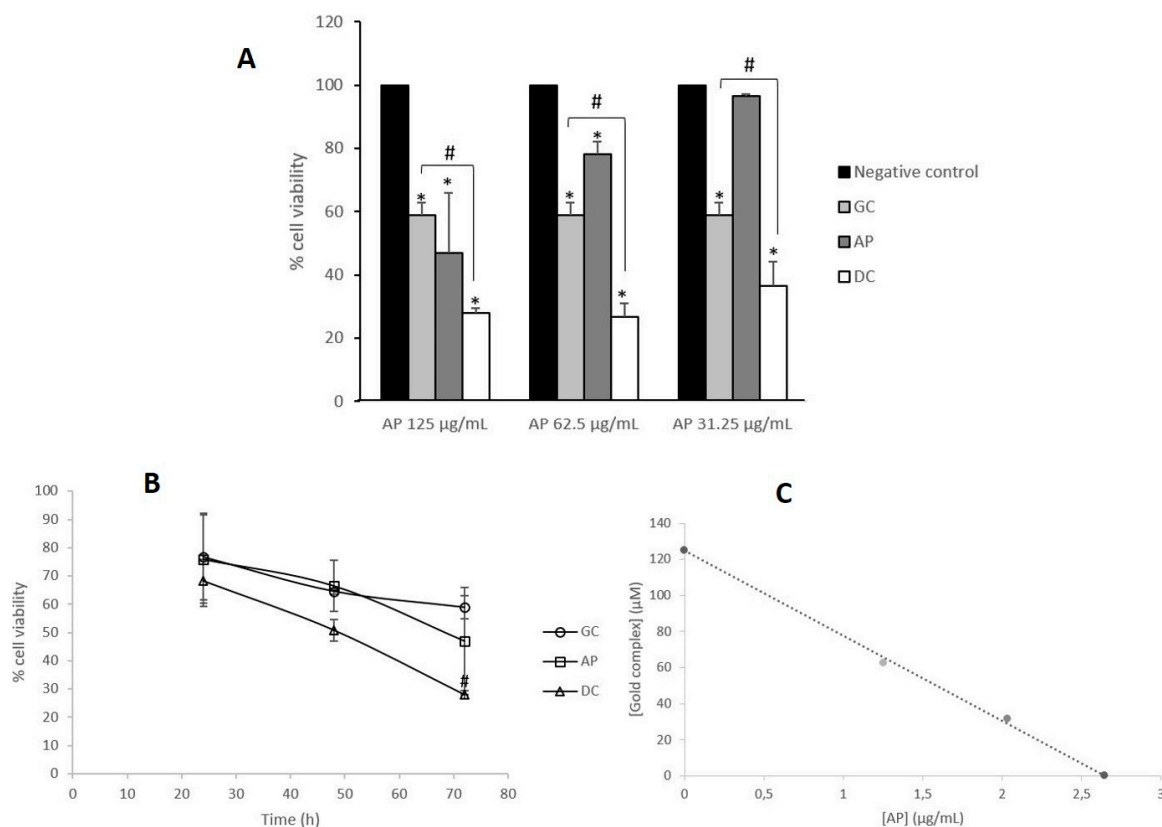 A
% cell viability
120
100
80
60
40
20
0
# # #
* * * * * * * *
AP 125 µg/mL AP 62.5 µg/mL AP 31.25 µg/mL
Negative control
GC
AP
DC
B
% cell viability
100
90
80
70
60
50
40
30
20
10
0
#
0 10 20 30 40 50 60 70 80
Time (h)
GC
AP
DC
C
[Gold complex] (µM)
140
120
100
80
60
40
20
0
0 0,5 1 1,5 2 2,5 3
[AP] (µg/mL)